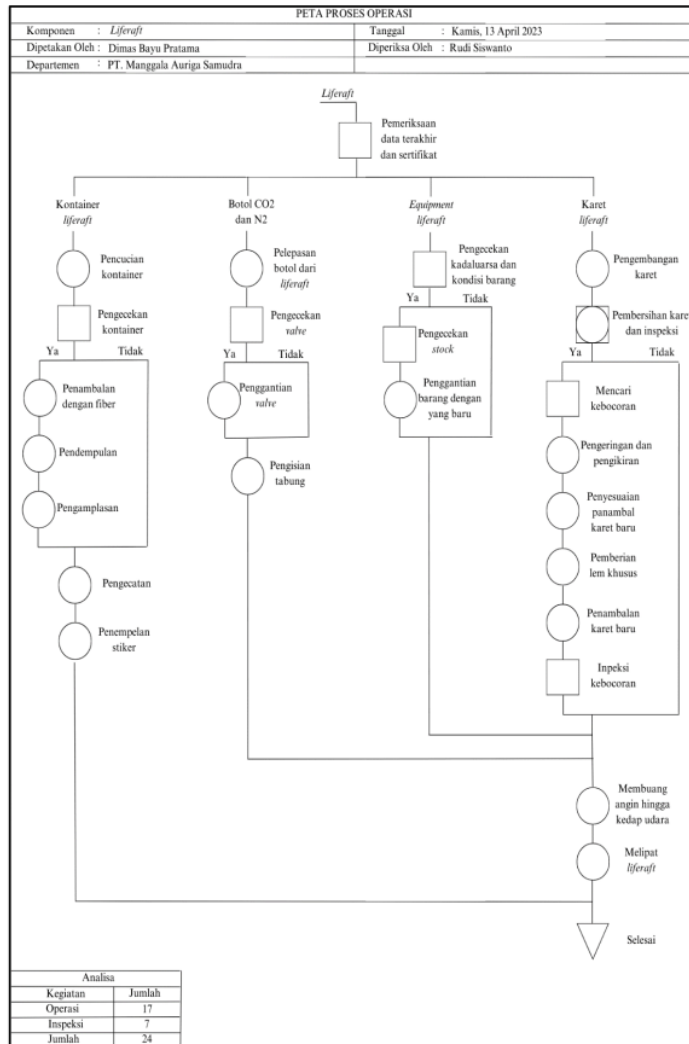 PETA PROSES OPERASI
Komponen : Liferaft
Tanggal : Kamis, 13 April 2023
Dipetakan Oleh : Dimas Bayu Pratama
Diperiksa Oleh : Rudi Siswanto
Departemen : PT. Manggala Auriga Samudra
Liferaft
Pemeriksaan
data terakhir
dan sertifikat
Kontainer
liferaft
Pencucian
kontainer
Pengecekan
kontainer
Ya
Tidak
Penambalan
dengan fiber
Pendempulan
Pengamplasan
Pengecatan
Penempelan
stiker
Botol CO2
dan N2
Pelepasan
botol dari
liferaft
Pengecekan
valve
Ya
Tidak
Penggantian
valve
Pengisian
tabung
Equipment
liferaft
Pengecekan
kadaluarsa dan
kondisi barang
Ya
Tidak
Pengecekan
stock
Penggantian
barang dengan
yang baru
Karet
liferaft
Pengembangan
karet
Pembersihan karet
dan inspeksi
Ya
Tidak
Mencari
kebocoran
Pengeringan dan
pengikiran
Penyesuaian
panambal
karet baru
Pemberian
lem khusus
Penambalan
karet baru
Inpeksi
kebocoran
Membuang
angin hingga
kedap udara
Melipat
liferaft
Selesai
Analisa
Kegiatan Jumlah
Operasi 17
Inspeksi 7
Jumlah 24